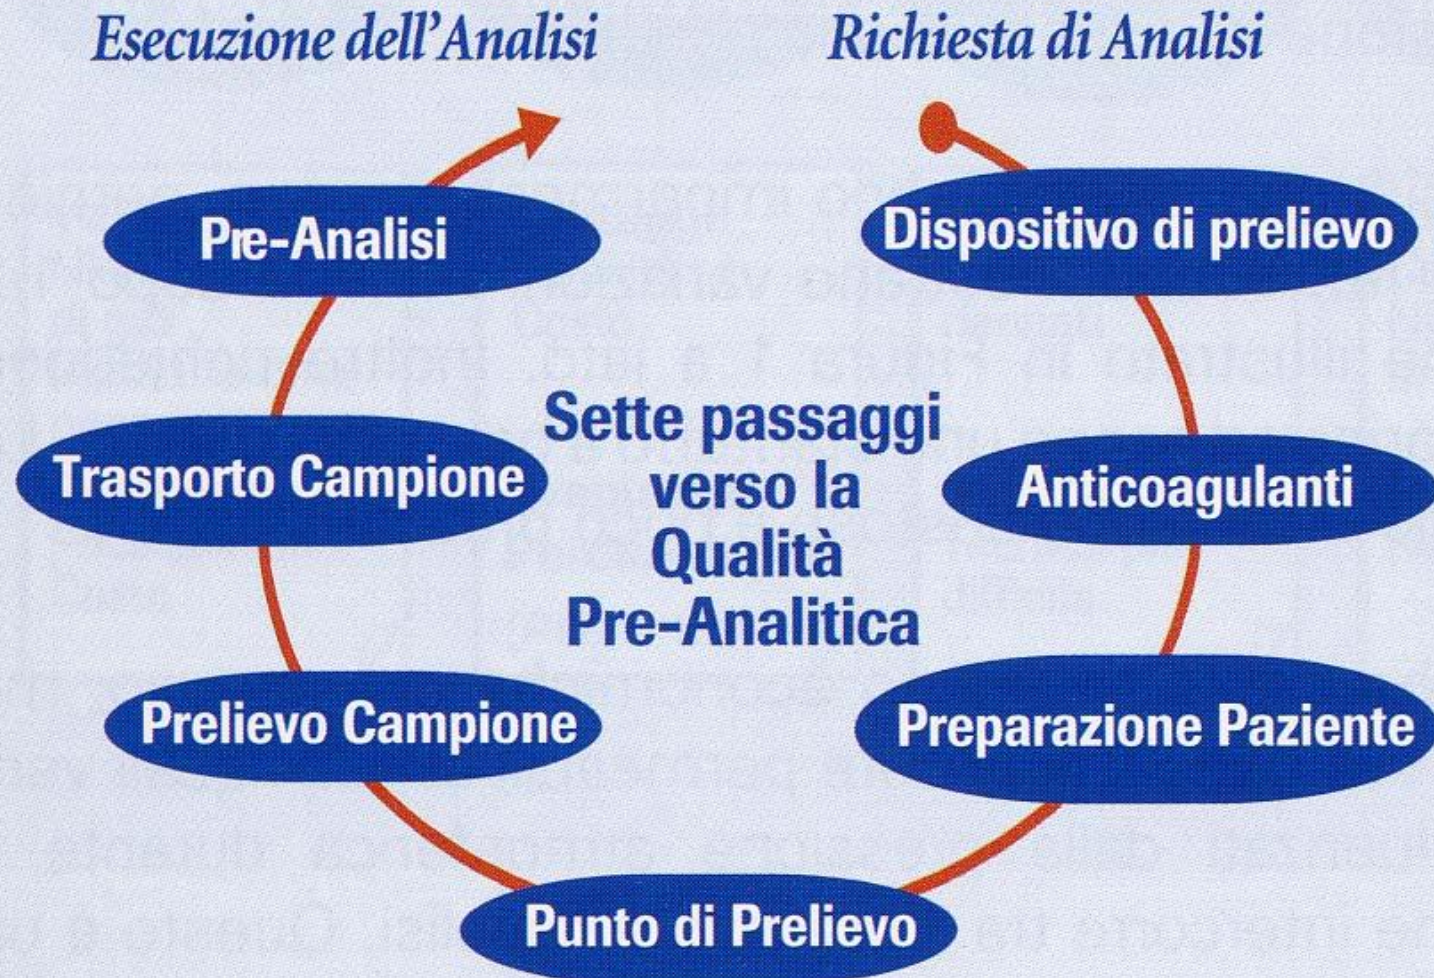 Esecuzione dell'Analisi
Richiesta di Analisi
Pre-Analisi
Dispositivo di prelievo
Sette passaggi
verso la
Qualità
Pre-Analitica
Trasporto Campione
Anticoagulanti
Prelievo Campione
Preparazione Paziente
Punto di Prelievo